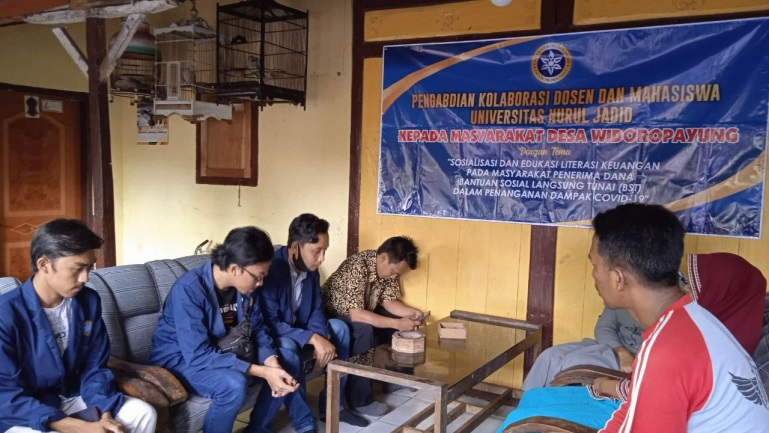 PENGABDIAN KOLABORASI DOSEN DAN MAHASISWA
UNIVERSITAS NURUL JADID
KEPADA MASYARAKAT DESA WIDOROPAYUNG
Dengan Tema
"SOSIALISASI DAN EDUKASI LITERASI KEUANGAN
PADA MASYARAKAT PENERIMA DANA
BANTUAN SOSIAL LANGSUNG TUNAI (BST)
DALAM PENANGANAN DAMPAK COVID-19"